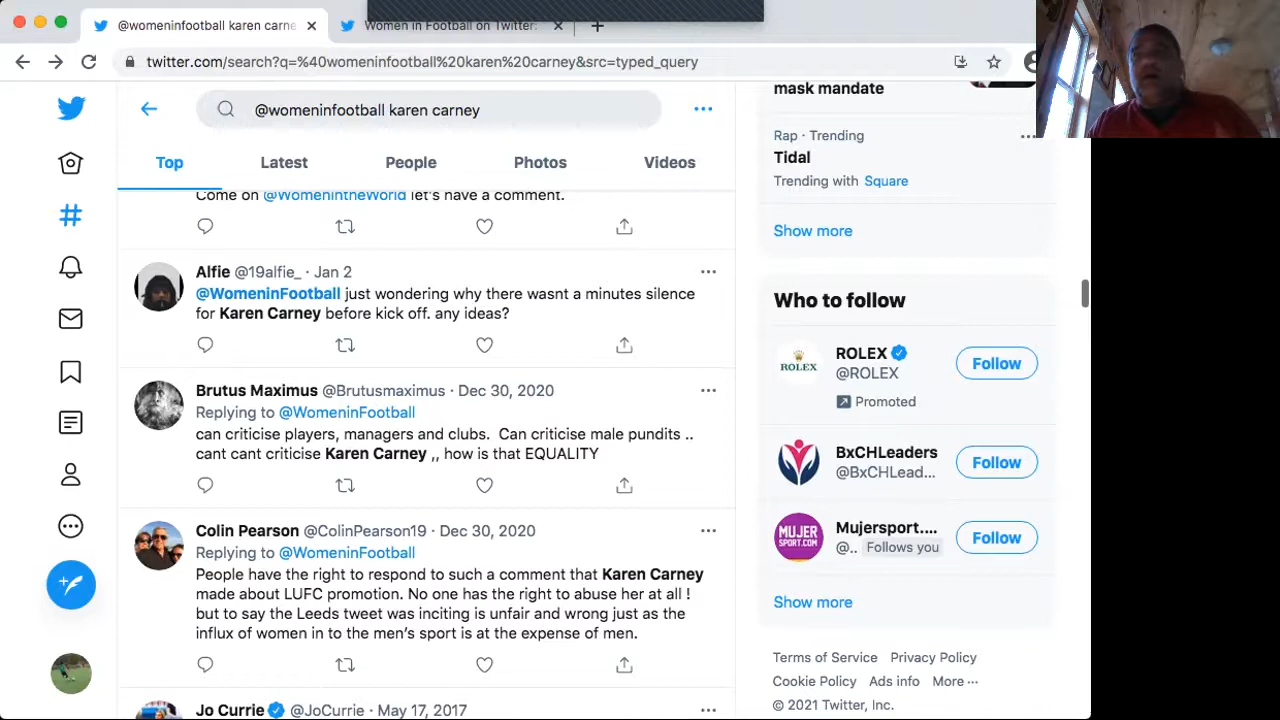 @womeninfootball karen carne
Women in Football on Twitter:
twitter.com/search?q=%40womeninfootball%20karen%20carney&src=typed_query
@womeninfootball karen carney
Top
Latest
People
Photos
Videos
Come on @WomenintheWorld let's have a comment.
Alfie @19alfie_ · Jan 2
@WomeninFootball just wondering why there wasnt a minutes silence
for Karen Carney before kick off. any ideas?
Brutus Maximus @Brutusmaximus · Dec 30, 2020
Replying to @WomeninFootball
can criticise players, managers and clubs. Can criticise male pundits ..
cant cant criticise Karen Carney ,, how is that EQUALITY
Colin Pearson @ColinPearson19 · Dec 30, 2020
Replying to @WomeninFootball
People have the right to respond to such a comment that Karen Carney
made about LUFC promotion. No one has the right to abuse her at all !
but to say the Leeds tweet was inciting is unfair and wrong just as the
influx of women in to the men's sport is at the expense of men.
Jo Currie @JoCurrie · May 17, 2017
mask mandate
Rap · Trending
Tidal
Trending with Square
Show more
Who to follow
ROLEX
ROLEX
@ROLEX
Follow
Promoted
BxCHLeaders
@BxCHLead...
Follow
MUJER
SPORT.COM
Mujersport....
@.. Follows you
Follow
Show more
Terms of Service Privacy Policy
Cookie Policy Ads info More ···
© 2021 Twitter, Inc.